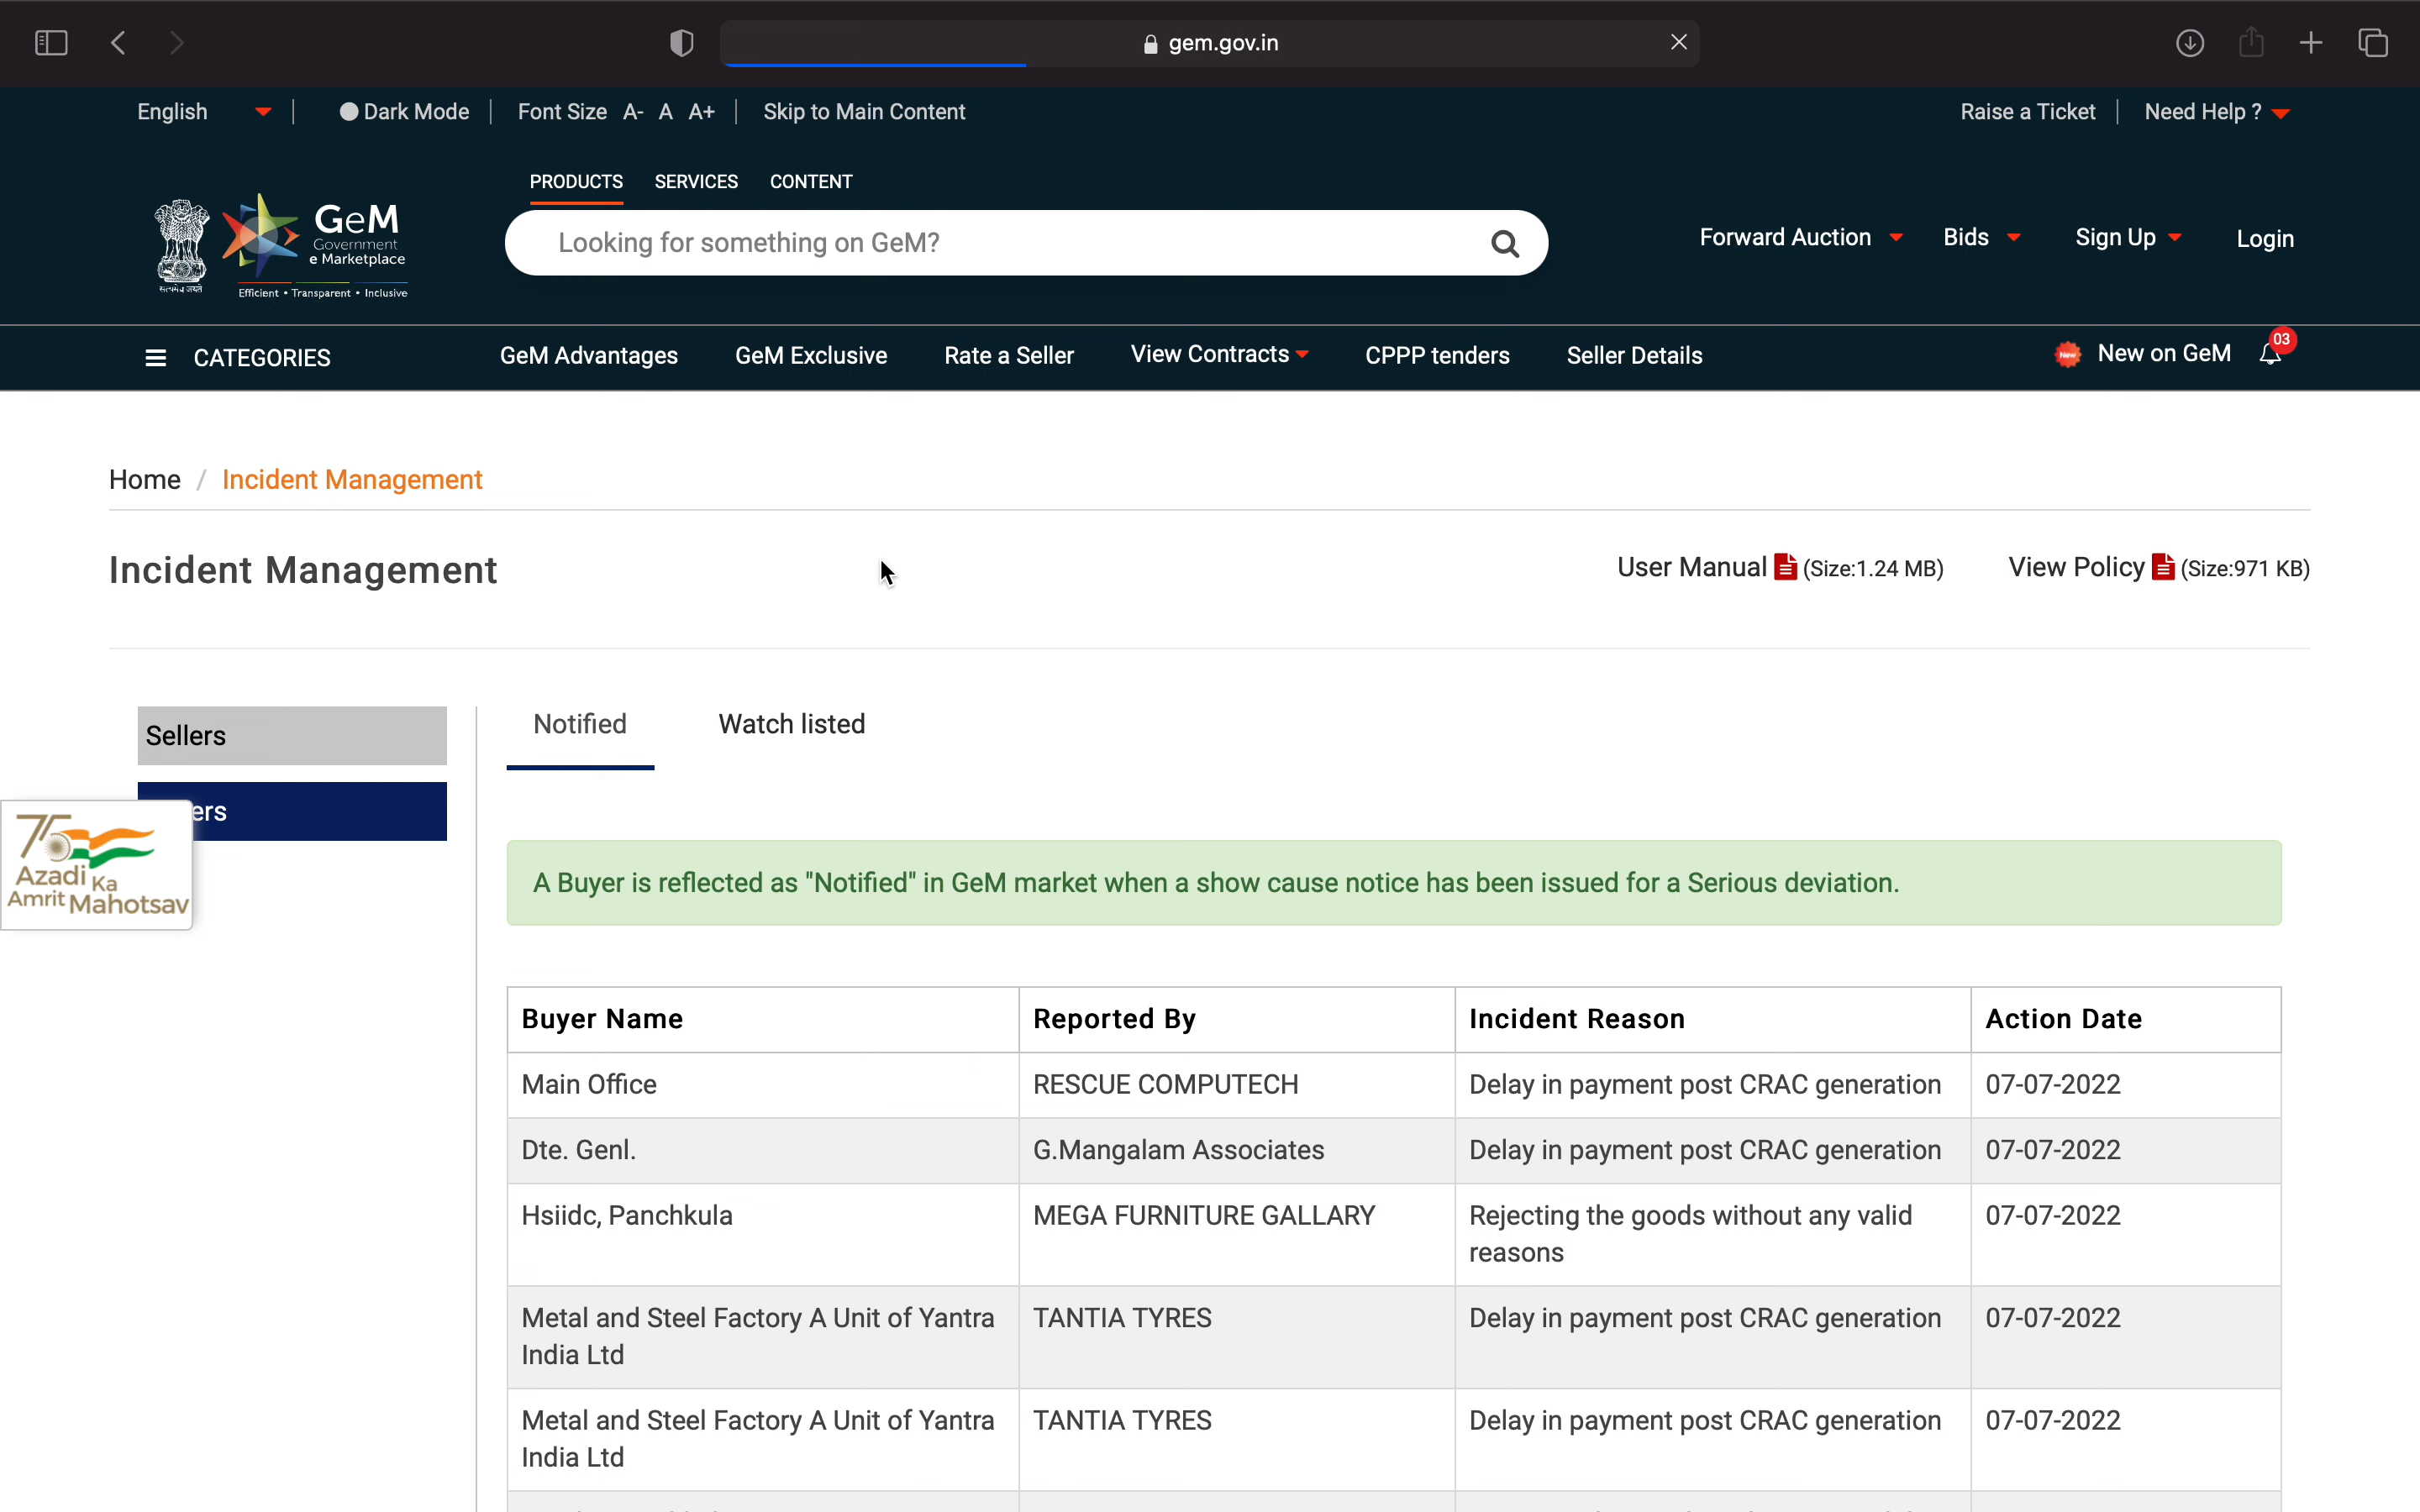 gem.gov.in
English Dark Mode Font Size A- A A+ Skip to Main Content Raise a Ticket Need Help ?
PRODUCTS SERVICES CONTENT
सत्यमेव जयते
GeM
Government
e Marketplace
Efficient • Transparent • Inclusive
Looking for something on GeM?
Forward Auction Bids Sign Up Login
CATEGORIES GeM Advantages GeM Exclusive Rate a Seller View Contracts CPPP tenders Seller Details New New on GeM 03
Home / Incident Management
Incident Management User Manual (Size:1.24 MB) View Policy (Size:971 KB)
Sellers
ers
75
Azadi Ka
Amrit Mahotsav
Notified Watch listed
A Buyer is reflected as "Notified" in GeM market when a show cause notice has been issued for a Serious deviation.
Buyer Name Reported By Incident Reason Action Date
Main Office RESCUE COMPUTECH Delay in payment post CRAC generation 07-07-2022
Dte. Genl. G.Mangalam Associates Delay in payment post CRAC generation 07-07-2022
Hsiidc, Panchkula MEGA FURNITURE GALLARY Rejecting the goods without any valid 07-07-2022
reasons
Metal and Steel Factory A Unit of Yantra TANTIA TYRES Delay in payment post CRAC generation 07-07-2022
India Ltd
Metal and Steel Factory A Unit of Yantra TANTIA TYRES Delay in payment post CRAC generation 07-07-2022
India Ltd